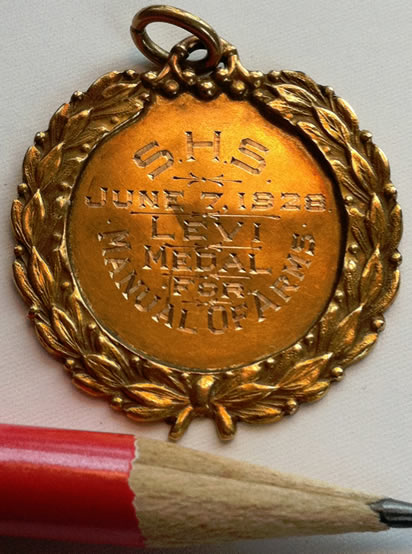 S.H.S
JUNE 7, 1928
LEVI
MEDAL
FOR
MANUAL OF ARMS